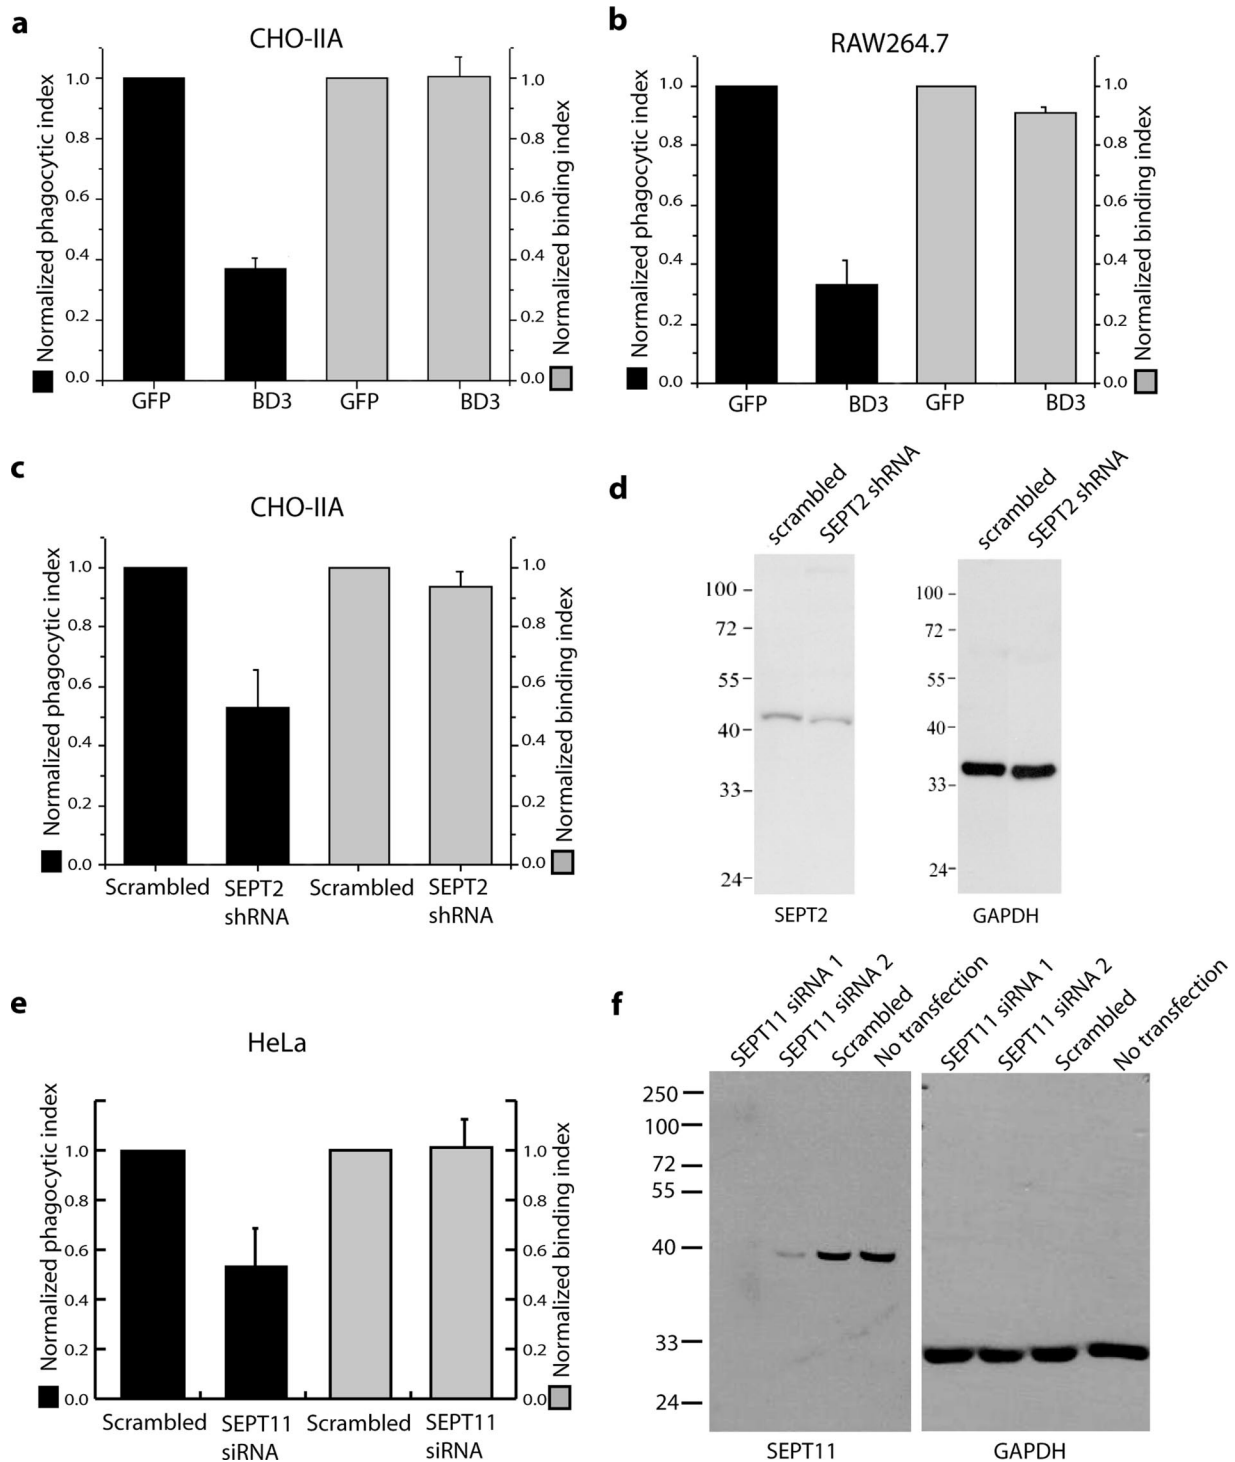 a
CHO-IIA
Normalized phagocytic index
1.0
0.8
0.6
0.4
0.2
0.0
1.0
0.8
0.6
0.4
0.2
0.0
Normalized binding index
GFP BD3 GFP BD3
b
RAW264.7
Normalized phagocytic index
1.0
0.8
0.6
0.4
0.2
0.0
1.0
0.8
0.6
0.4
0.2
0.0
Normalized binding index
GFP BD3 GFP BD3
c
CHO-IIA
Normalized phagocytic index
1.0
0.8
0.6
0.4
0.2
0.0
1.0
0.8
0.6
0.4
0.2
0.0
Normalized binding index
Scrambled SEPT2 Scrambled SEPT2
shRNA shRNA
d
scrambled
SEPT2 shRNA
100
72
55
40
33
24
SEPT2
scrambled
SEPT2 shRNA
100
72
55
40
33
24
GAPDH
e
HeLa
Normalized phagocytic index
1.0
0.8
0.6
0.4
0.2
0.0
1.0
0.8
0.6
0.4
0.2
0.0
Normalized binding index
Scrambled SEPT11 Scrambled SEPT11
siRNA siRNA
f
SEPT11 siRNA 1
SEPT11 siRNA 2
Scrambled
No transfection
250
100
72
55
40
33
24
SEPT11
SEPT11 siRNA 1
SEPT11 siRNA 2
Scrambled
No transfection
GAPDH